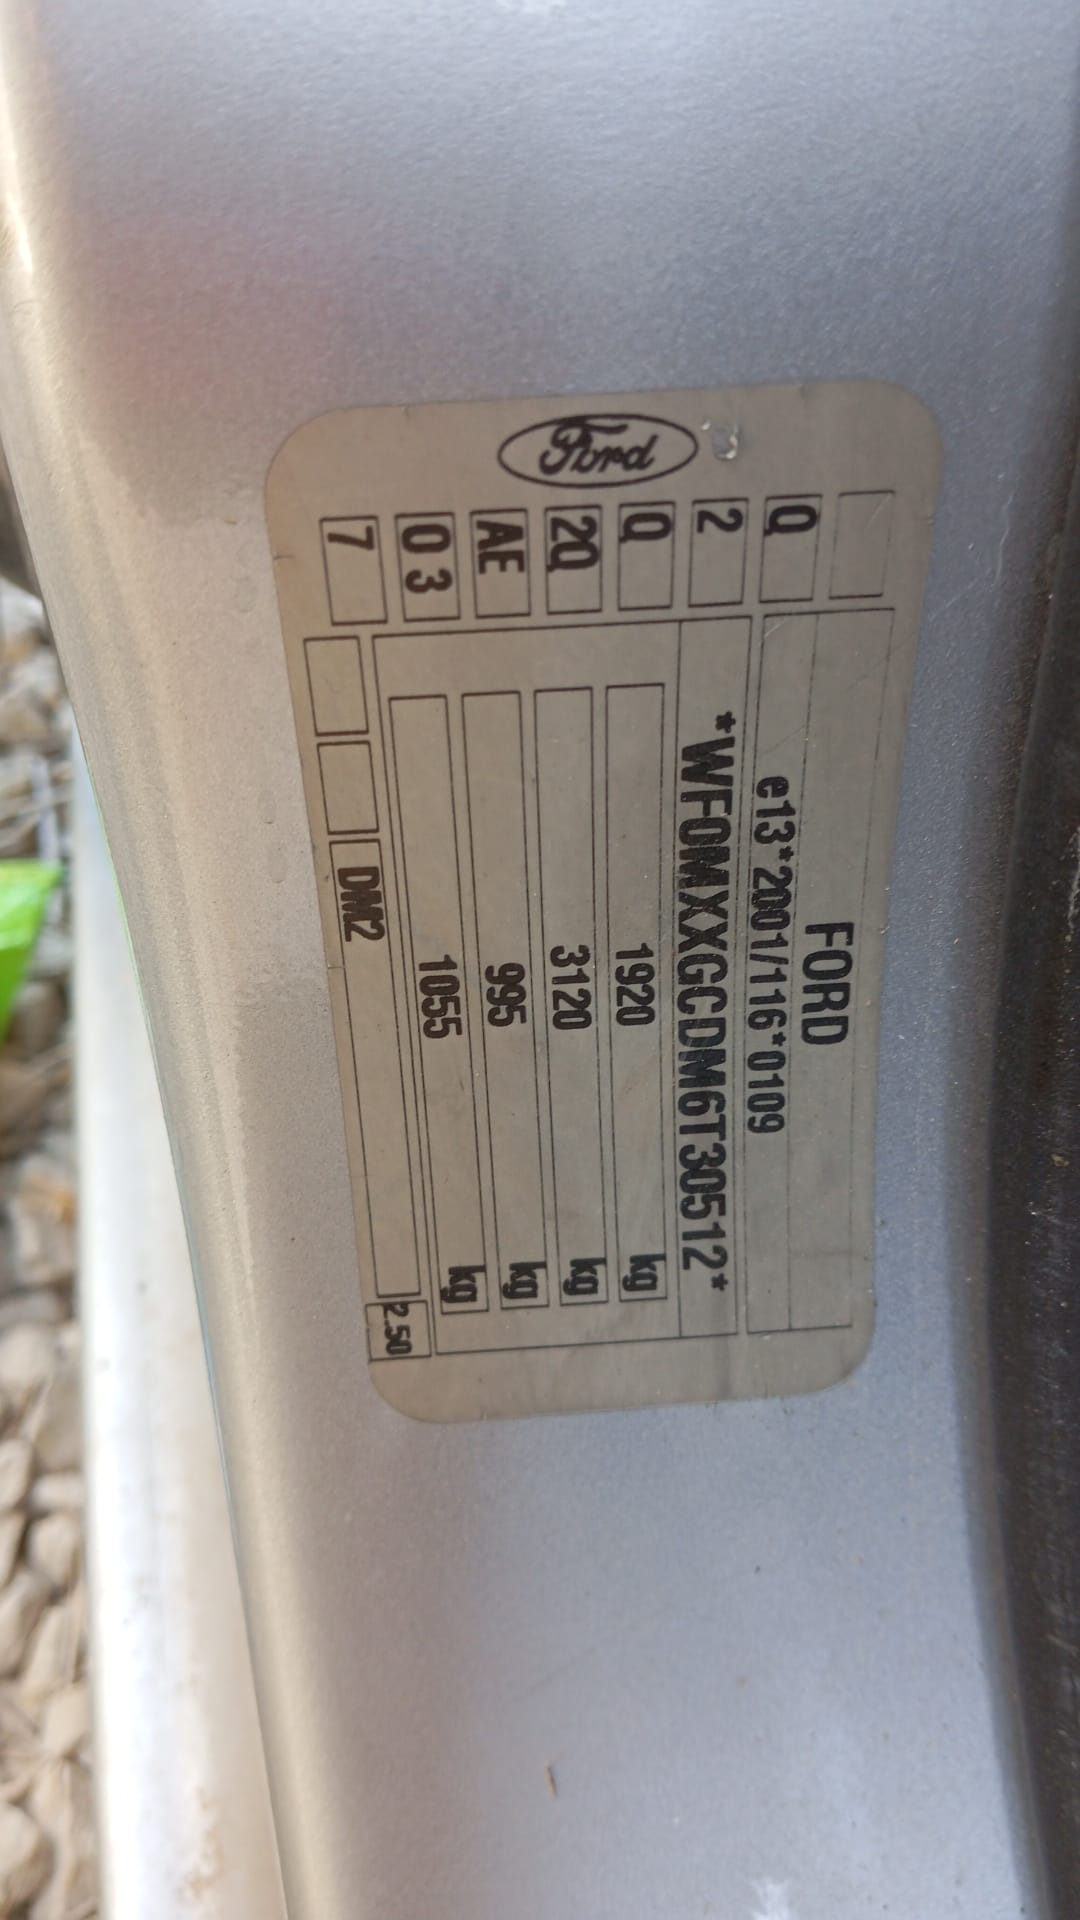 FORD
e13*2001/116*0109
Q
*WF0MXXGCDM6T30512*
2
1920 kg
Q
3120 kg
2Q
995 kg
AE
1055 kg
0 3
DM2
2.50
7
Ford